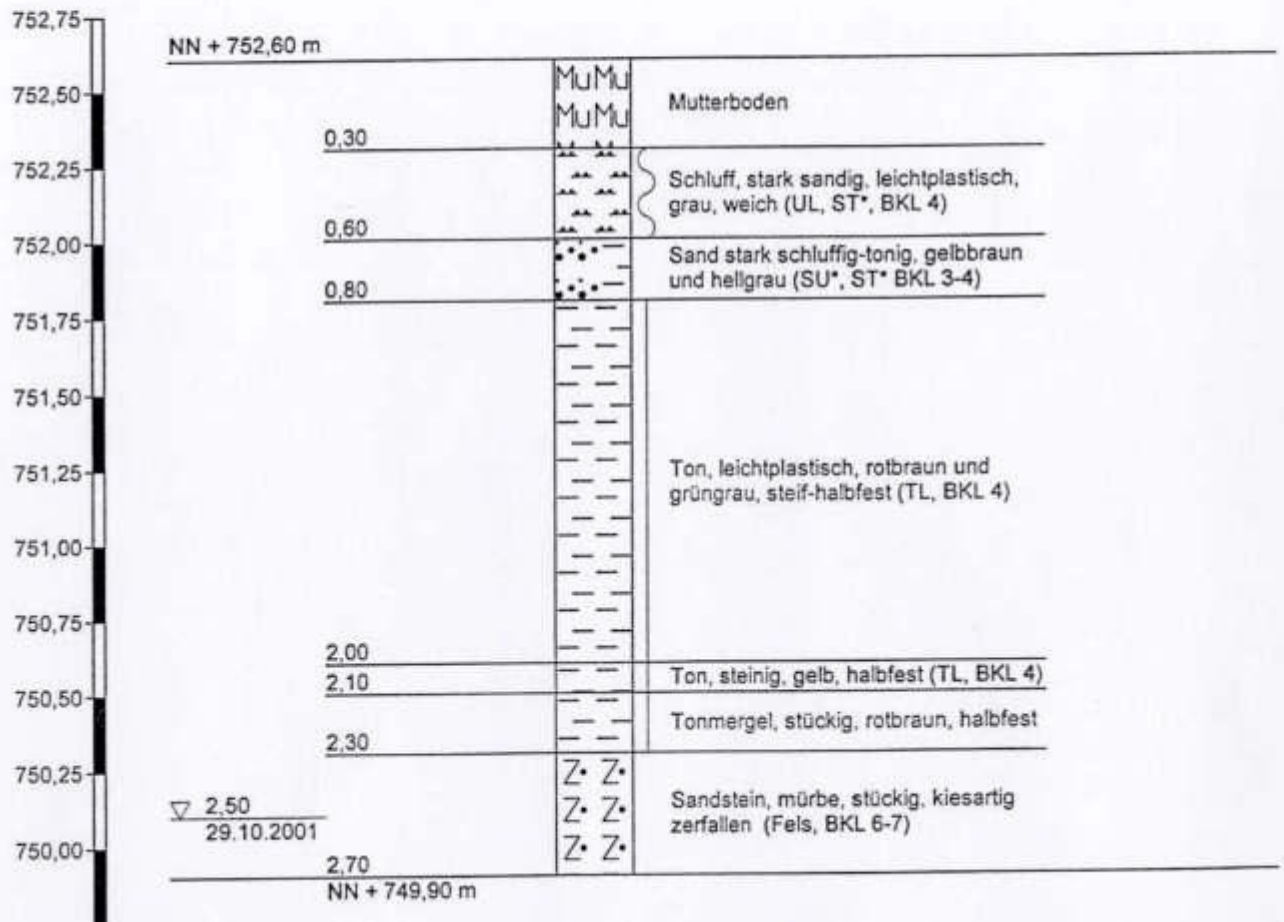 752,75
NN + 752,60 m
752,50
MuMu
MuMu
Mutterboden
0,30
752,25
Schluff, stark sandig, leichtplastisch,
grau, weich (UL, ST*, BKL 4)
0,60
752,00
Sand stark schluffig-tonig, gelbbraun
und hellgrau (SU*, ST* BKL 3-4)
0,80
751,75
751,50
751,25
Ton, leichtplastisch, rotbraun und
grüngrau, steif-halbfest (TL, BKL 4)
751,00
750,75
2,00
Ton, steinig, gelb, halbfest (TL, BKL 4)
2,10
750,50
Tonmergel, stückig, rotbraun, halbfest
2,30
750,25
Z Z
Z Z
Z Z
Sandstein, mürbe, stückig, kiesartig
zerfallen (Fels, BKL 6-7)
2,50
29.10.2001
750,00
2,70
NN + 749,90 m